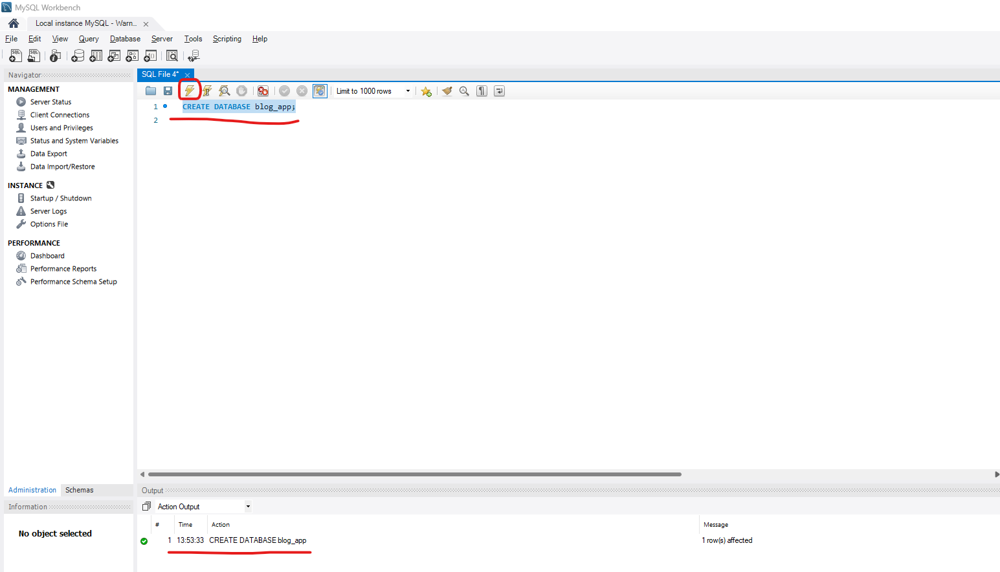 MySQL Workbench
Local instance MySQL - Warn...
File Edit View Query Database Server Tools Scripting Help
Navigator
MANAGEMENT
Server Status
Client Connections
Users and Privileges
Status and System Variables
Data Export
Data Import/Restore
INSTANCE
Startup / Shutdown
Server Logs
Options File
PERFORMANCE
Dashboard
Performance Reports
Performance Schema Setup
Administration Schemas
Information
No object selected
SQL File 4*
Limit to 1000 rows
1 CREATE DATABASE blog_app;
2
Output
Action Output
# Time Action Message
1 13:53:33 CREATE DATABASE blog_app 1 row(s) affected